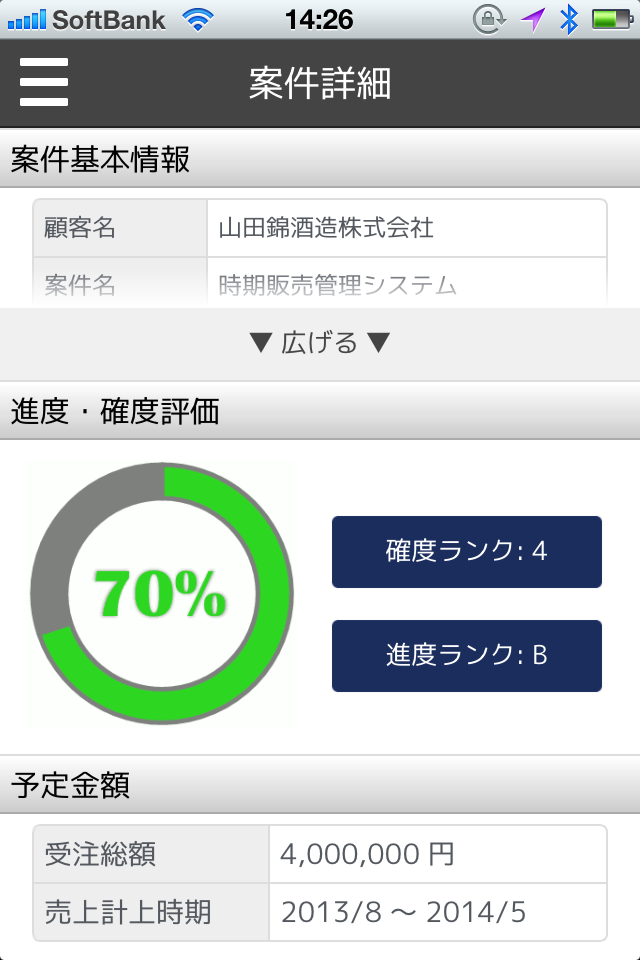 SoftBank 14:26
案件詳細
案件基本情報
顧客名 山田錦酒造株式会社
案件名 時期販売管理システム
▼ 広げる ▼
進度・確度評価
70%
確度ランク: 4
進度ランク: B
予定金額
受注総額 4,000,000 円
売上計上時期 2013/8 〜 2014/5